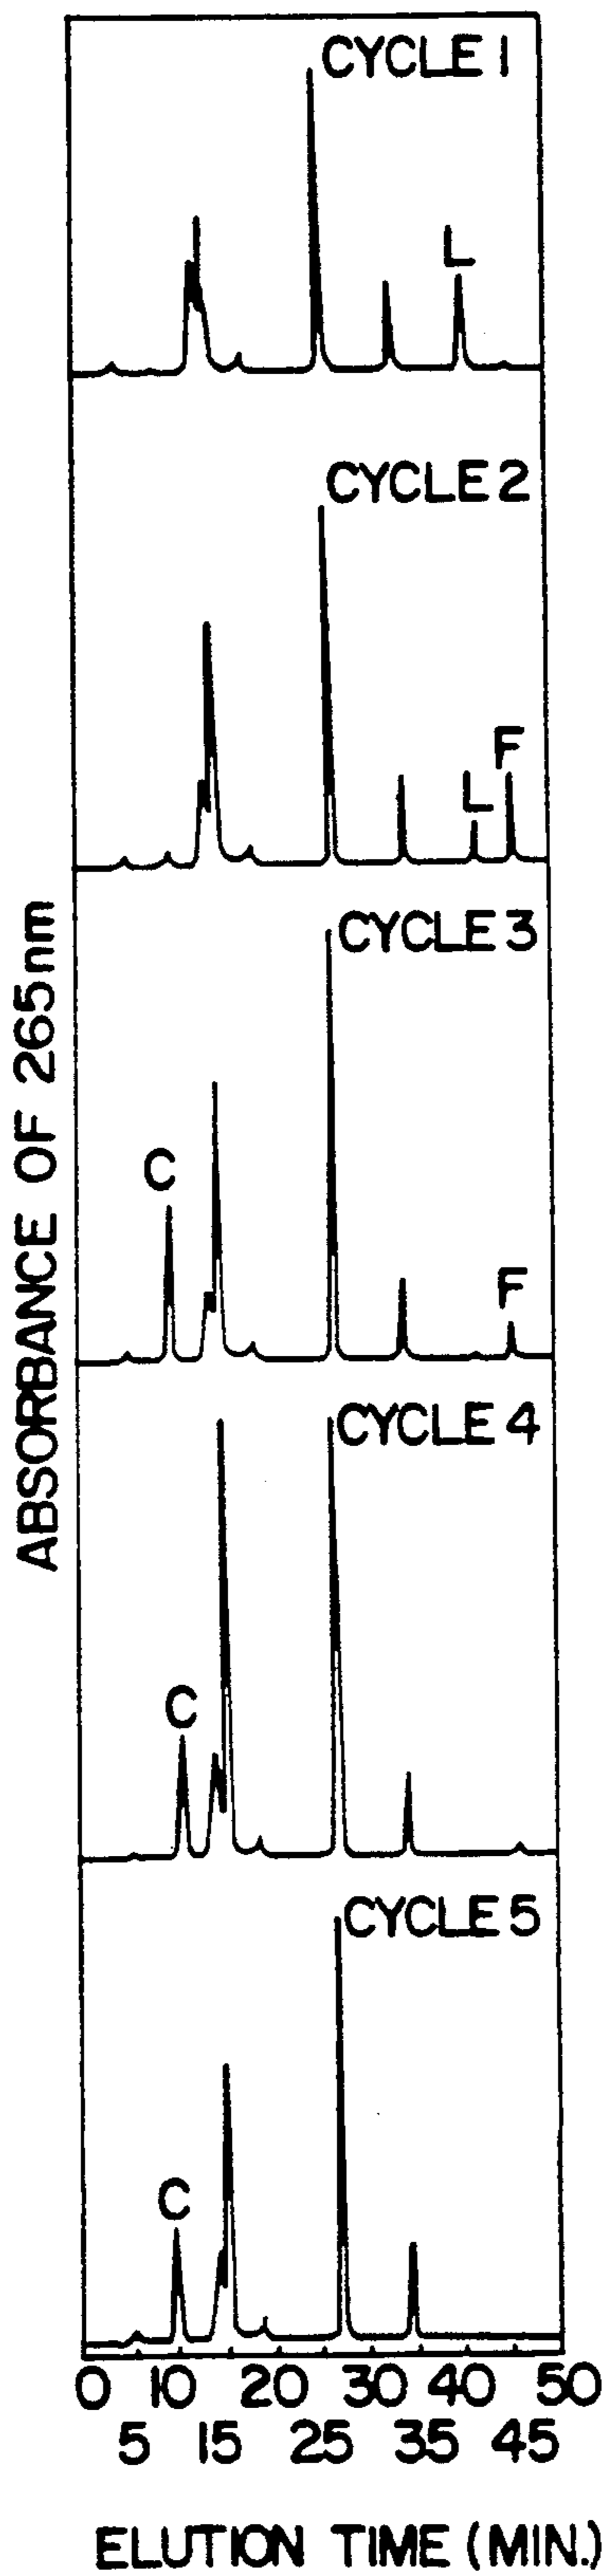 CYCLE 1
L
CYCLE 2
L
F
CYCLE 3
C
F
CYCLE 4
C
CYCLE 5
C
ABSORBANCE OF 265nm
0 10 20 30 40 50
5 15 25 35 45
ELUTION TIME (MIN.)